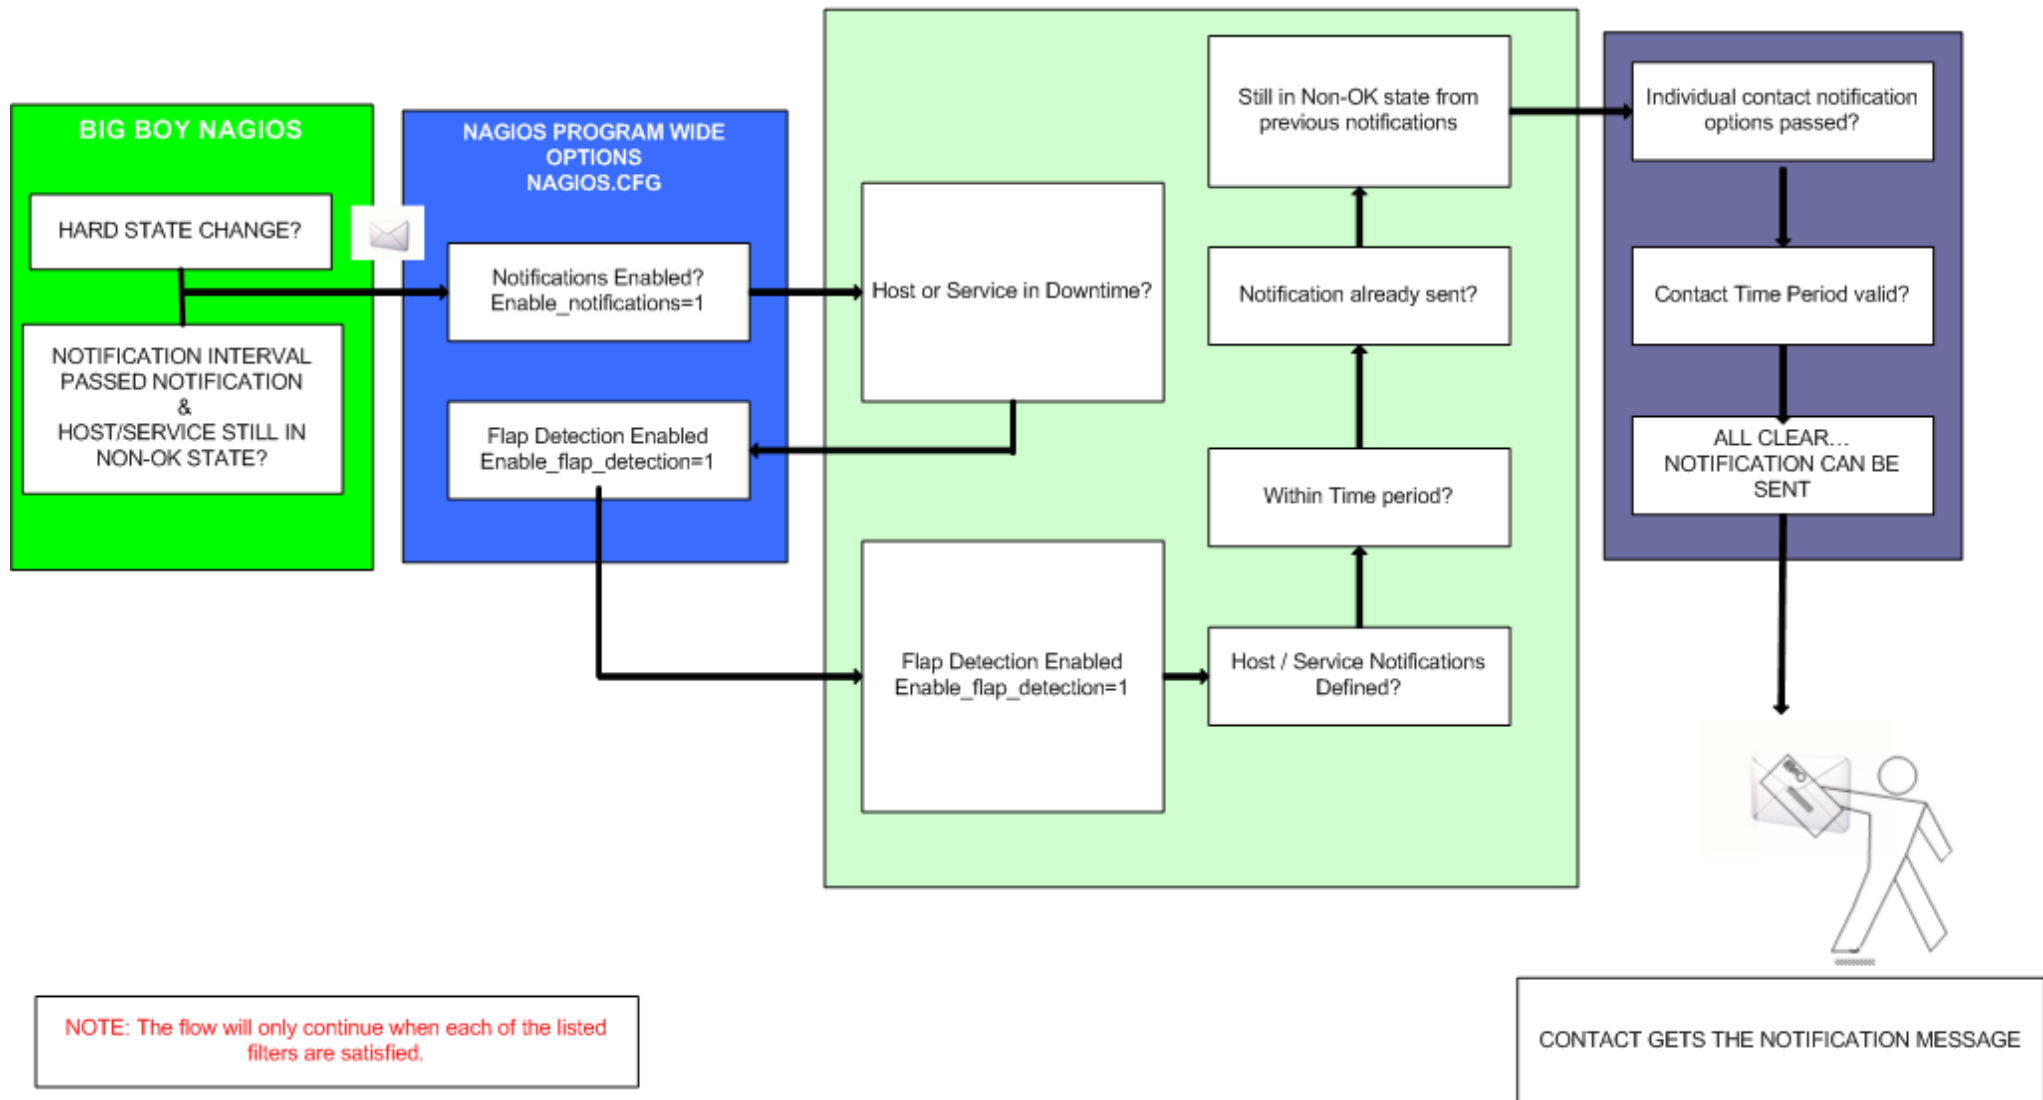 BIG BOY NAGIOS
HARD STATE CHANGE?
NOTIFICATION INTERVAL
PASSED NOTIFICATION
&
HOST/SERVICE STILL IN
NON-OK STATE?
NAGIOS PROGRAM WIDE
OPTIONS
NAGIOS.CFG
Notifications Enabled?
Enable_notifications=1
Flap Detection Enabled
Enable_flap_detection=1
Host or Service in Downtime?
Flap Detection Enabled
Enable_flap_detection=1
Still in Non-OK state from
previous notifications
Notification already sent?
Within Time period?
Host / Service Notifications
Defined?
Individual contact notification
options passed?
Contact Time Period valid?
ALL CLEAR...
NOTIFICATION CAN BE
SENT
NOTE: The flow will only continue when each of the listed
filters are satisfied.
CONTACT GETS THE NOTIFICATION MESSAGE